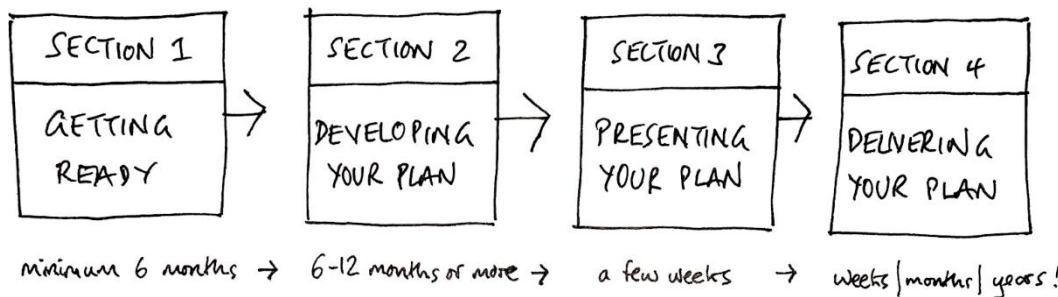 SECTION 1
GETTING
READY
SECTION 2
DEVELOPING
YOUR PLAN
SECTION 3
PRESENTING
YOUR PLAN
SECTION 4
DELIVERING
YOUR PLAN
minimum 6 months → 6-12 months or more → a few weeks → weeks/months/years!